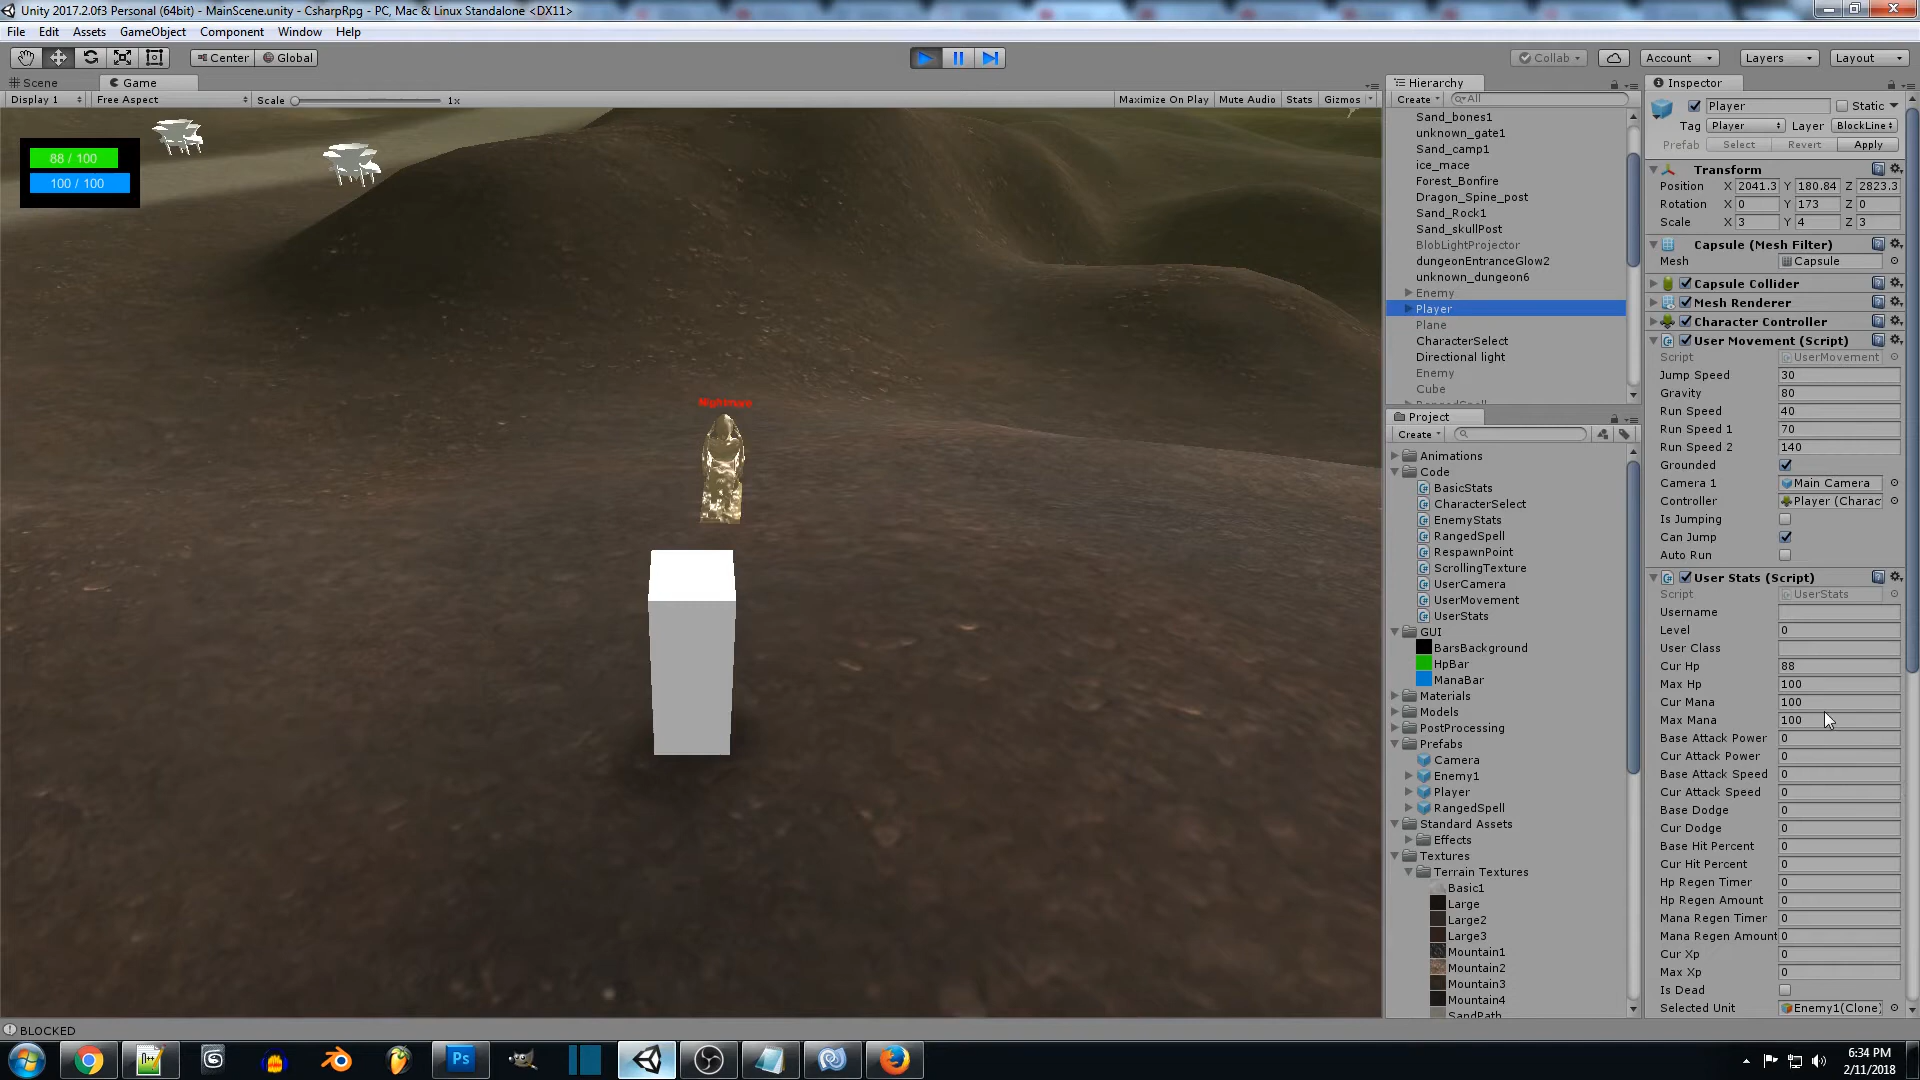 Unity 2017.2.0f3 Personal (64bit) - MainScene.unity - CsharpRpg - PC, Mac & Linux Standalone <DX11>
File Edit Assets GameObject Component Window Help
Center Global Collab Account Layers Layout
Scene Game
Display 1 Free Aspect Scale 1x Maximize On Play Mute Audio Stats Gizmos
88 / 100
100 / 100
Nightmare
BLOCKED
Hierarchy
Create All
Sand_bones1
unknown_gate1
Sand_camp1
ice_mace
Forest_Bonfire
Dragon_Spine_post
Sand_Rock1
Sand_skullPost
BlobLightProjector
dungeonEntranceGlow2
unknown_dungeon6
Enemy
Player
Plane
CharacterSelect
Directional light
Enemy
Cube
RangedSpell
Project
Create
Animations
Code
BasicStats
CharacterSelect
EnemyStats
RangedSpell
RespawnPoint
ScrollingTexture
UserCamera
UserMovement
UserStats
GUI
BarsBackground
HpBar
ManaBar
Materials
Models
PostProcessing
Prefabs
Camera
Enemy1
Player
RangedSpell
Standard Assets
Effects
Textures
Terrain Textures
Basic1
Large
Large2
Large3
Mountain1
Mountain2
Mountain3
Mountain4
SandPath
Inspector
Player Static
Tag Player Layer BlockLine
Prefab Select Revert Apply
Transform
Position X 2041.3 Y 180.84 Z 2823.3
Rotation X 0 Y 173 Z 0
Scale X 3 Y 4 Z 3
Capsule (Mesh Filter)
Mesh Capsule
Capsule Collider
Mesh Renderer
Character Controller
User Movement (Script)
Script UserMovement
Jump Speed 30
Gravity 80
Run Speed 40
Run Speed 1 70
Run Speed 2 140
Grounded
Camera 1 Main Camera
Controller Player (Charac
Is Jumping
Can Jump
Auto Run
User Stats (Script)
Script UserStats
Username
Level 0
User Class
Cur Hp 88
Max Hp 100
Cur Mana 100
Max Mana 100
Base Attack Power 0
Cur Attack Power 0
Base Attack Speed 0
Cur Attack Speed 0
Base Dodge 0
Cur Dodge 0
Base Hit Percent 0
Cur Hit Percent 0
Hp Regen Timer 0
Hp Regen Amount 0
Mana Regen Timer 0
Mana Regen Amount 0
Cur Xp 0
Max Xp 0
Is Dead
Selected Unit Enemy1(Clone)
Ps
6:34 PM
2/11/2018